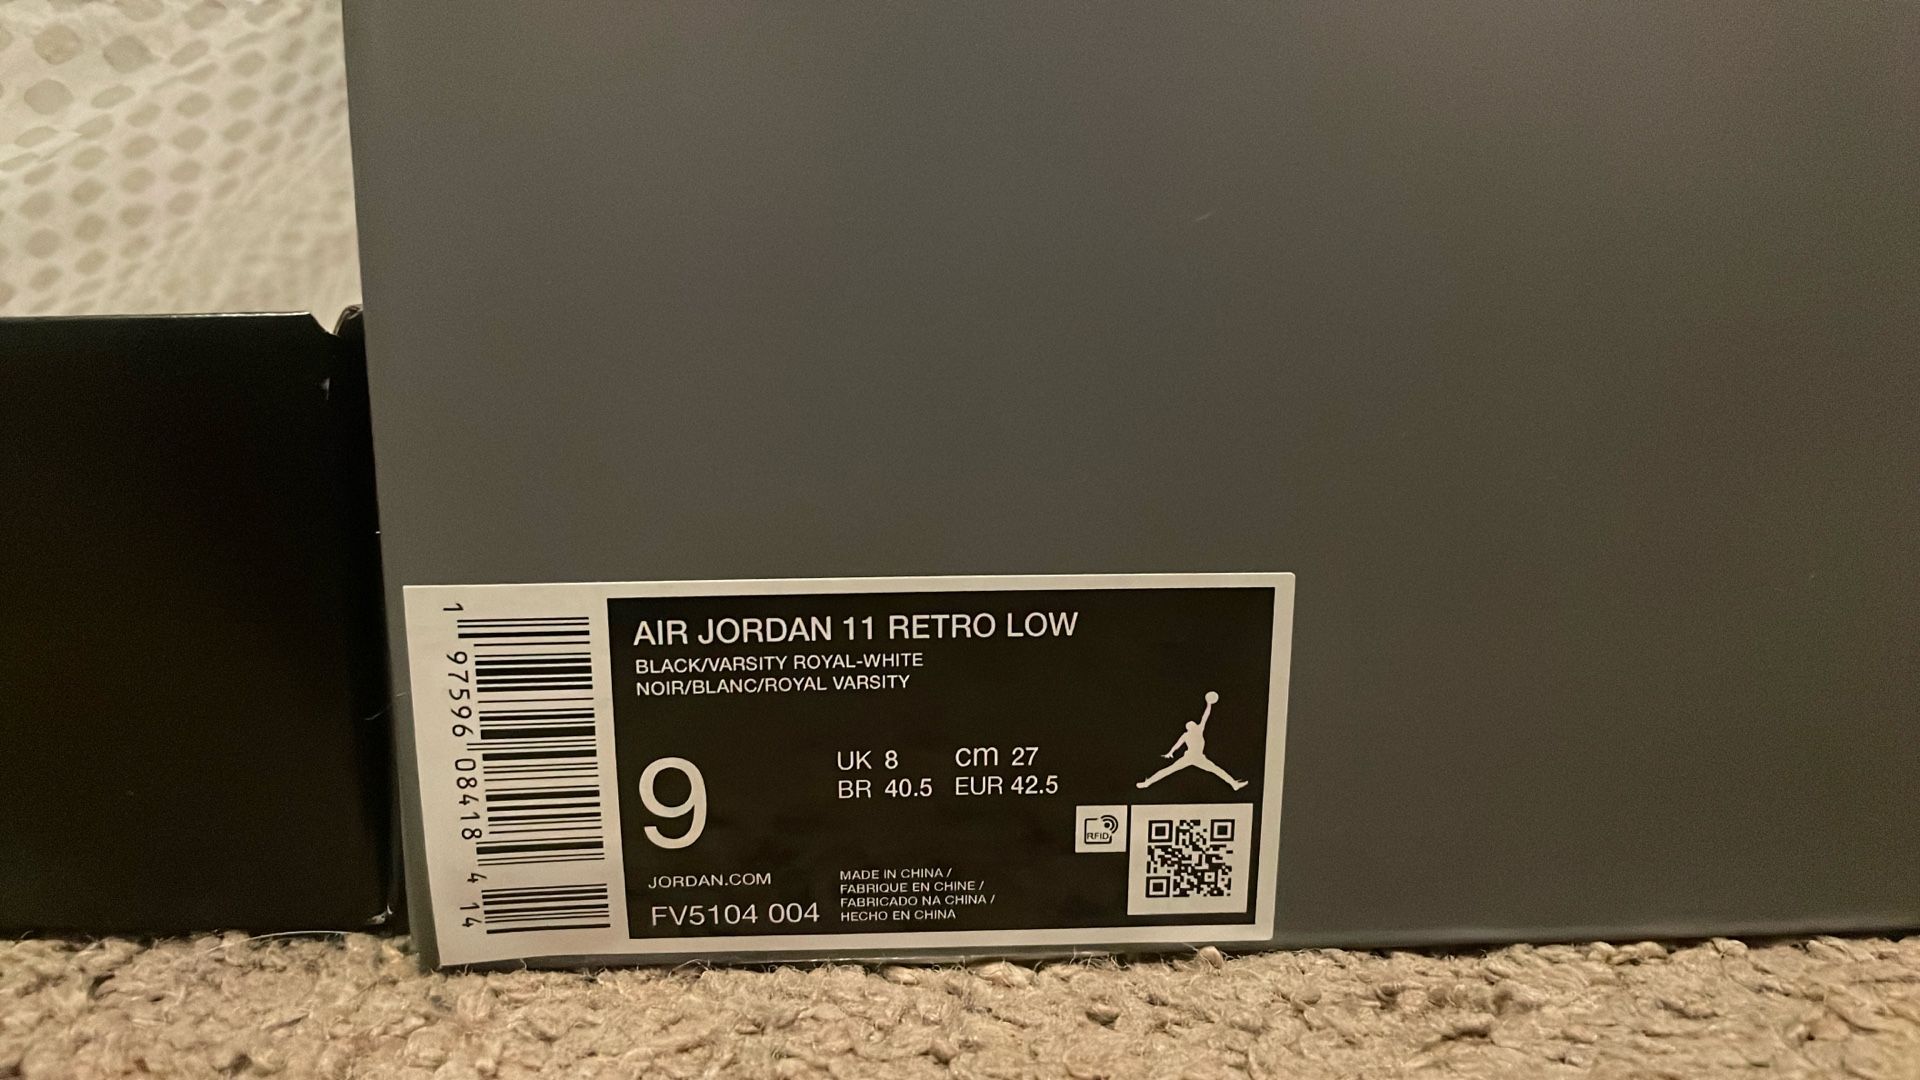 AIR JORDAN 11 RETRO LOW
BLACK/VARSITY ROYAL-WHITE
NOIR/BLANC/ROYAL VARSITY
9
UK 8 cm 27
BR 40.5 EUR 42.5
RFID
JORDAN.COM
FV5104 004
MADE IN CHINA /
FABRIQUE EN CHINE /
FABRICADO NA CHINA /
HECHO EN CHINA
1 97596 08418 4 14